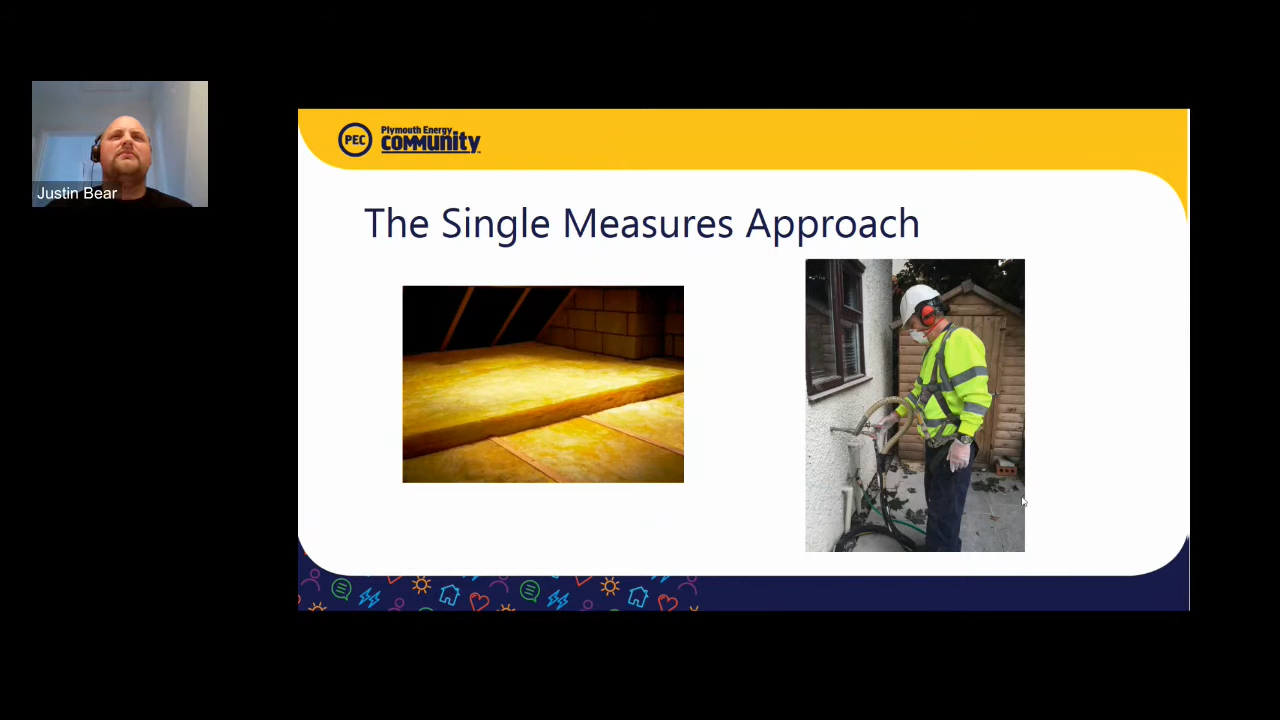 PEC
Plymouth Energy
COMMUNITY
The Single Measures Approach
Justin Bear